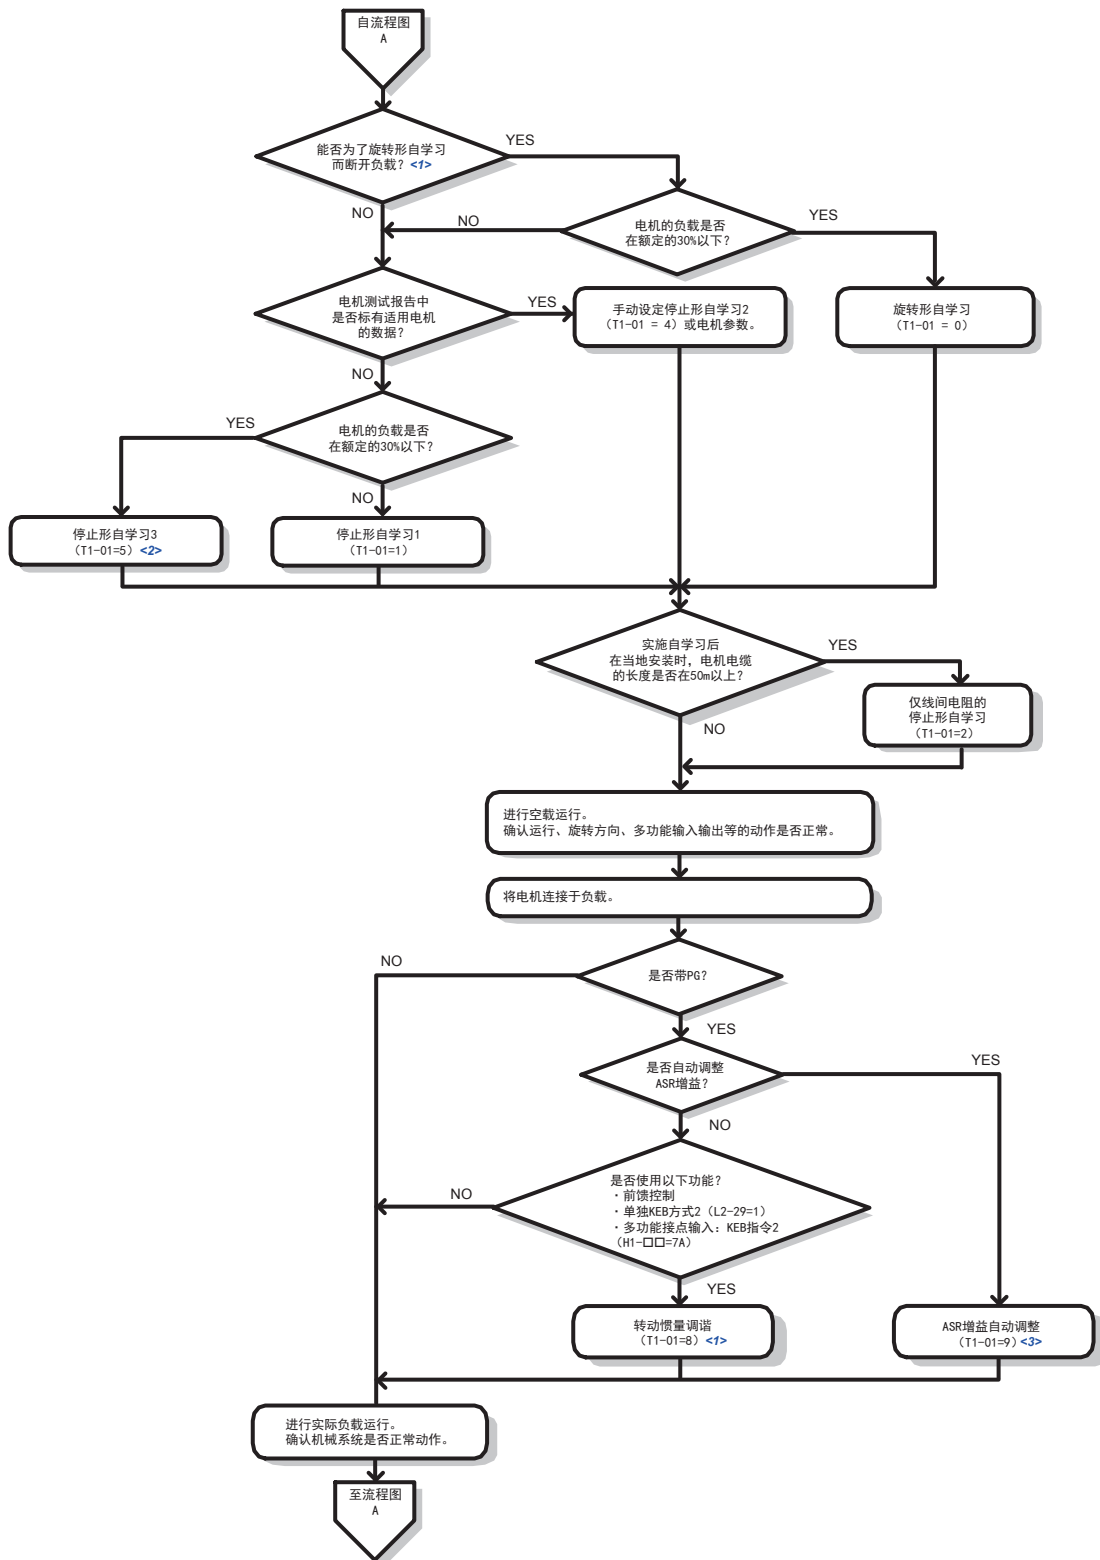 自流程图
A
能否为了旋转形自学习
而断开负载？<1>
YES
NO
电机的负载是否
在额定的30%以下？
NO
YES
电机测试报告中
是否标有适用电机
的数据？
YES
手动设定停止形自学习2
（T1-01 = 4）或电机参数。
旋转形自学习
（T1-01 = 0）
NO
电机的负载是否
在额定的30%以下？
YES
NO
停止形自学习3
（T1-01=5）<2>
停止形自学习1
（T1-01=1）
实施自学习后
在当地安装时，电机电缆
的长度是否在50m以上？
YES
仅线间电阻的
停止形自学习
（T1-01=2）
NO
进行空载运行。
确认运行、旋转方向、多功能输入输出等的动作是否正常。
将电机连接于负载。
是否带PG？
NO
YES
是否自动调整
ASR增益？
YES
NO
是否使用以下功能？
・前馈控制
・单独KEB方式2（L2-29=1）
・多功能接点输入：KEB指令2
（H1-□□=7A）
NO
YES
转动惯量调谐
（T1-01=8）<1>
ASR增益自动调整
（T1-01=9）<3>
进行实际负载运行。
确认机械系统是否正常动作。
至流程图
A